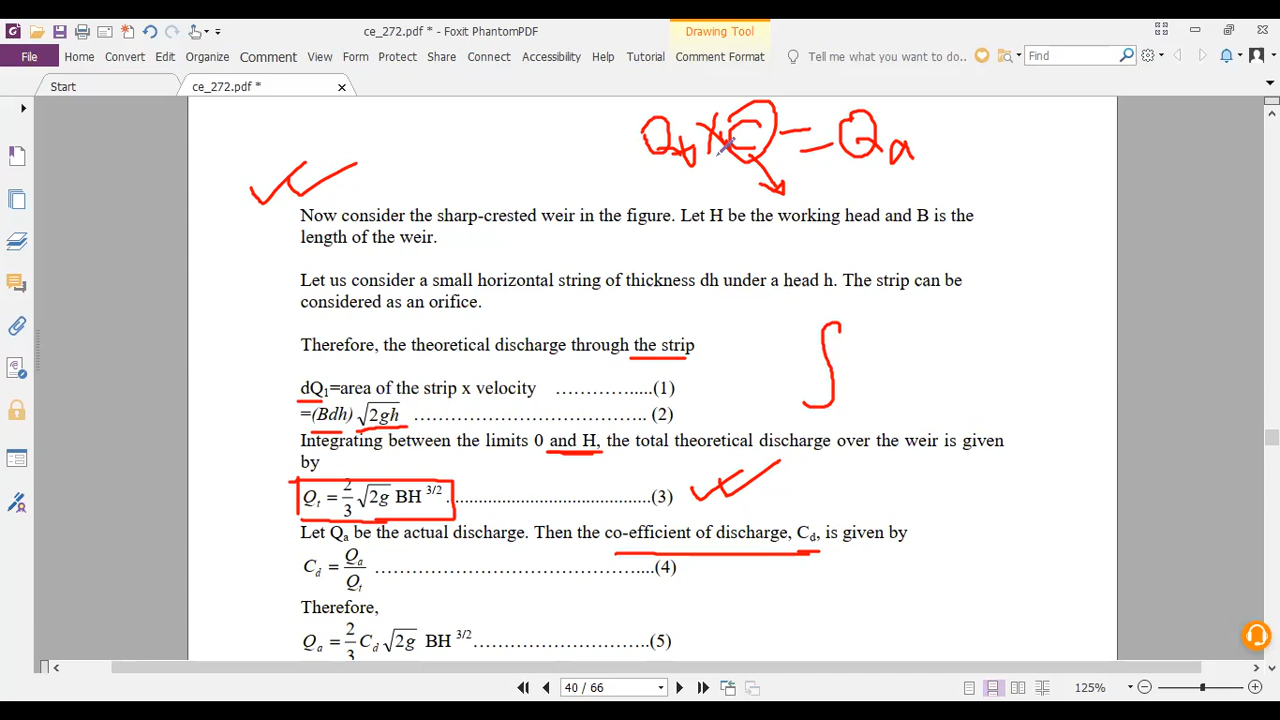 ce_272.pdf * - Foxit PhantomPDF
Drawing Tool
File Home Convert Edit Organize Comment View Form Protect Share Connect Accessibility Help Tutorial Comment Format Tell me what you want to do.. Find
Start ce_272.pdf *
Qt x C = Qa
Now consider the sharp-crested weir in the figure. Let H be the working head and B is the
length of the weir.
Let us consider a small horizontal string of thickness dh under a head h. The strip can be
considered as an orifice.
Therefore, the theoretical discharge through the strip
∫
dQ₁=area of the strip x velocity ………….....(1)
=(Bdh) √2gh ………………………………. (2)
Integrating between the limits 0 and H, the total theoretical discharge over the weir is given
by
Qt = 2/3 √2g BH 3/2 ..............................................(3)
Let Qa be the actual discharge. Then the co-efficient of discharge, Cd, is given by
Cd = Qa/Qt …………………………………....(4)
Therefore,
Qa = 2/3 Cd √2g BH 3/2 ………………………..(5)
40 / 66
125%